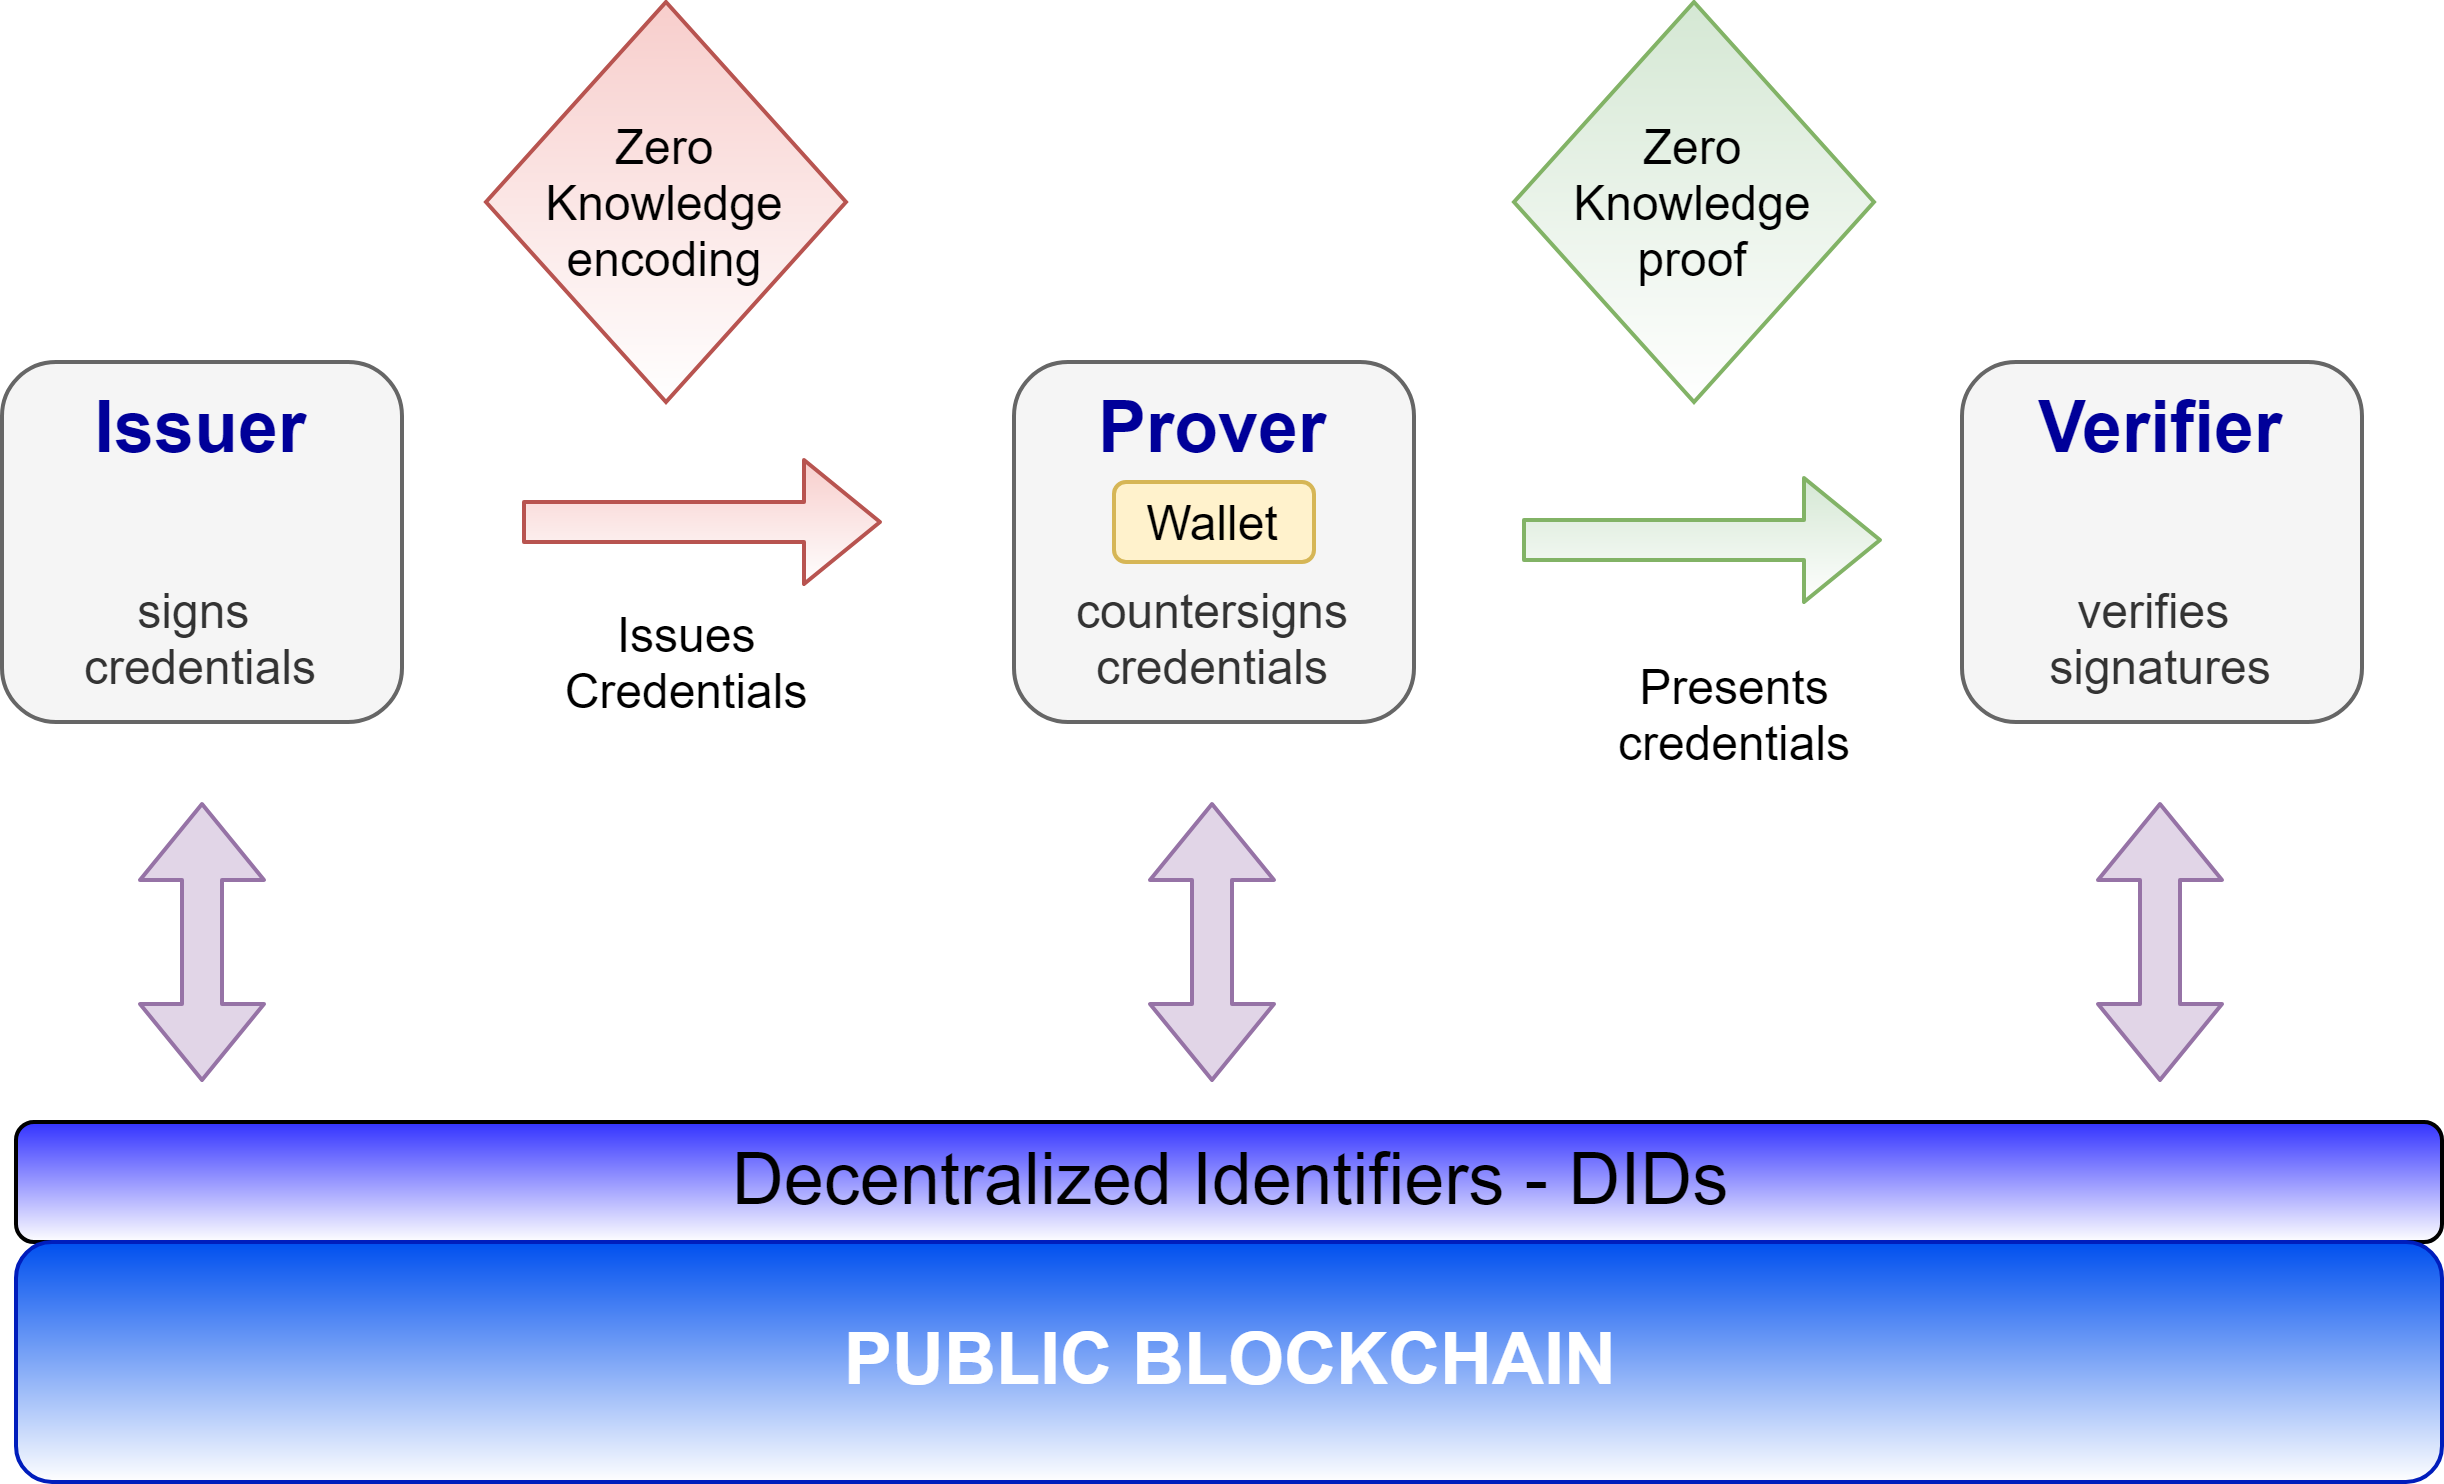 Zero
Knowledge
encoding
Zero
Knowledge
proof
Issuer
signs
credentials
Issues
Credentials
Prover
Wallet
countersigns
credentials
Presents
credentials
Verifier
verifies
signatures
Decentralized Identifiers - DIDs
PUBLIC BLOCKCHAIN